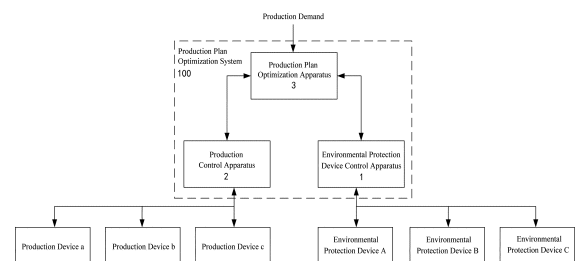 Production Demand
Production Plan
Optimization System
100
Production Plan
Optimization Apparatus
3
Production
Control Apparatus
2
Environmental Protection
Device Control Apparatus
1
Production Device a
Production Device b
Production Device c
Environmental
Protection Device A
Environmental
Protection Device B
Environmental
Protection Device C